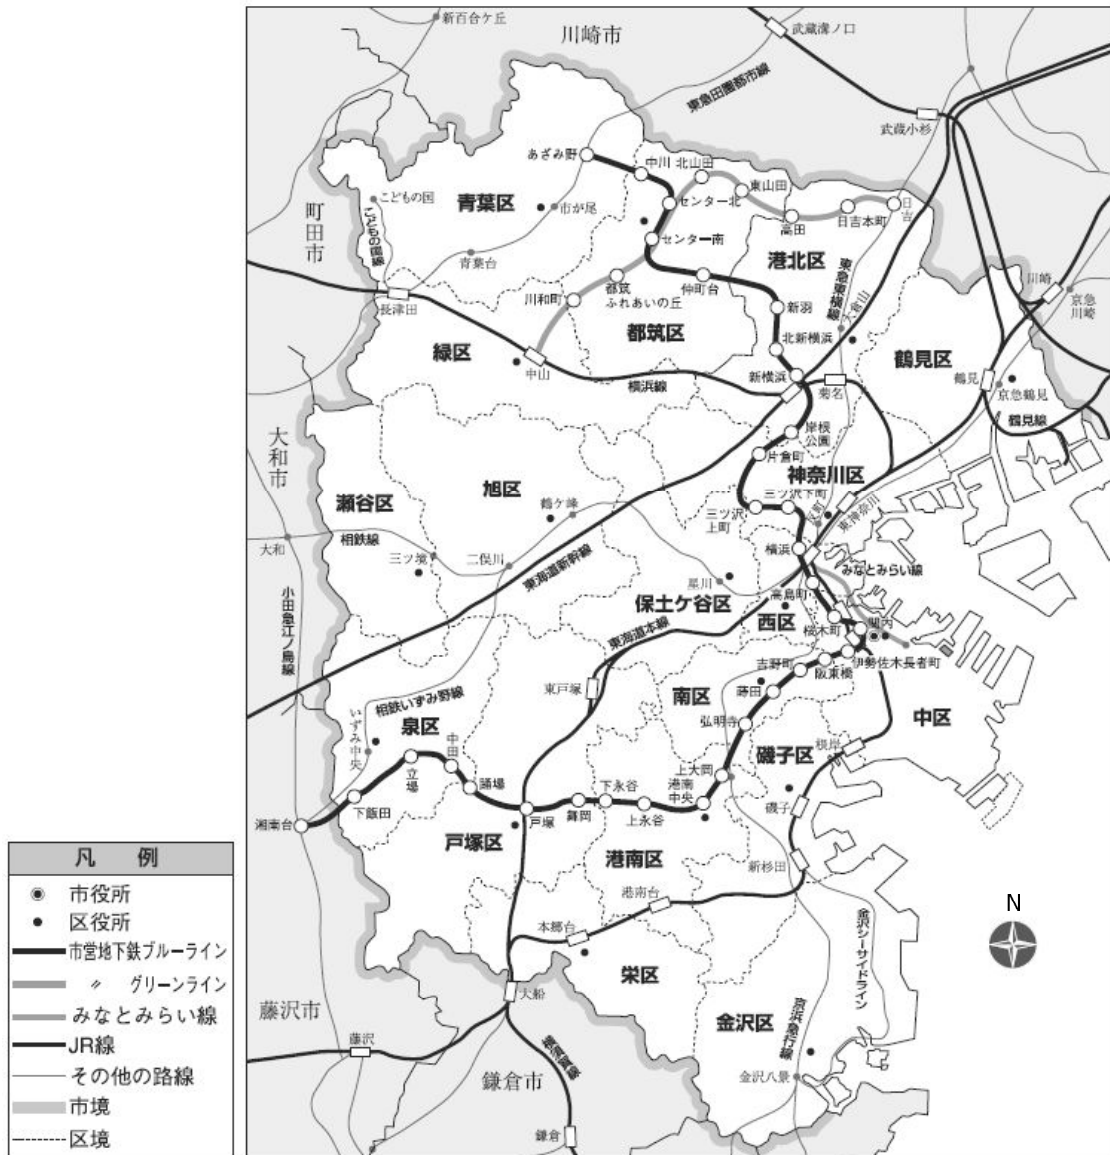 新百合ケ丘
川崎市
武蔵溝ノ口
東急田園都市線
武蔵小杉
あざみ野
中川
北山田
東山田
センター北
こどもの国
こどもの国線
町田市
青葉区
市が尾
高田
日吉本町
日吉
センター南
青葉台
港北区
東急東横線
大倉山
川崎
京急
川崎
長津田
川和町
都筑
ふれあいの丘
仲町台
新羽
都筑区
北新横浜
緑区
中山
横浜線
新横浜
菊名
鶴見区
鶴見
京急鶴見
鶴見線
大和市
岸根
公園
片倉町
神奈川区
瀬谷区
旭区
鶴ケ峰
三ツ沢下町
三ツ沢
上町
反町
東神奈川
大和
相鉄線
三ツ境
二俣川
東海道新幹線
横浜
みなとみらい線
星川
高島町
保土ケ谷区
西区
桜木町
関内
小田急江ノ島線
東海道本線
吉野町
阪東橋
伊勢佐木長者町
東戸塚
南区
蒔田
中区
相鉄いずみ野線
いずみ
中央
泉区
弘明寺
磯子区
根岸
中田
立場
踊場
上大岡
港南
中央
下永谷
磯子
湘南台
下飯田
戸塚
舞岡
上永谷
戸塚区
港南区
新杉田
港南台
本郷台
金沢シーサイドライン
N
栄区
大船
藤沢市
金沢区
京浜急行線
藤沢
横須賀線
鎌倉市
金沢八景
鎌倉
凡 例
市役所
区役所
市営地下鉄ブルーライン
〃 グリーンライン
みなとみらい線
JR線
その他の路線
市境
区境